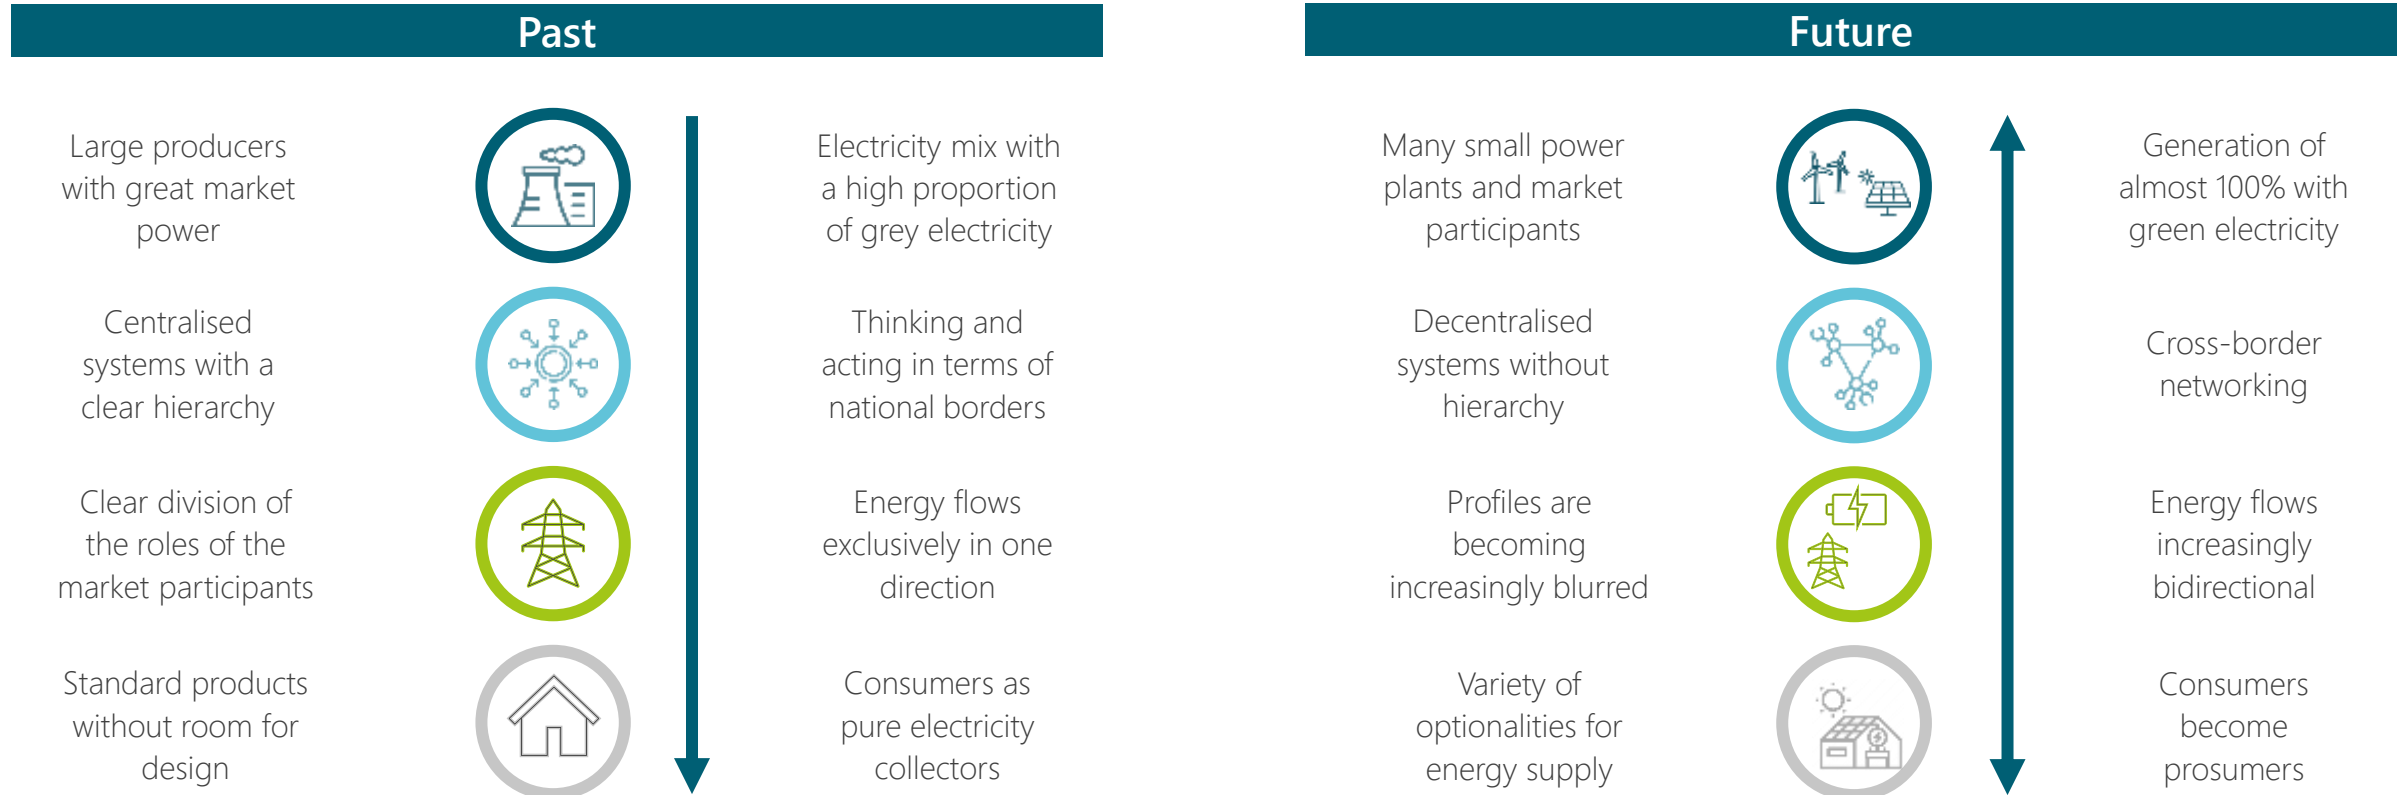 Past
Large producers
with great market
power
Electricity mix with
a high proportion
of grey electricity
Centralised
systems with a
clear hierarchy
Thinking and
acting in terms of
national borders
Clear division of
the roles of the
market participants
Energy flows
exclusively in one
direction
Standard products
without room for
design
Consumers as
pure electricity
collectors
Future
Many small power
plants and market
participants
Generation of
almost 100% with
green electricity
Decentralised
systems without
hierarchy
Cross-border
networking
Profiles are
becoming
increasingly blurred
Energy flows
increasingly
bidirectional
Variety of
optionalities for
energy supply
Consumers
become
prosumers